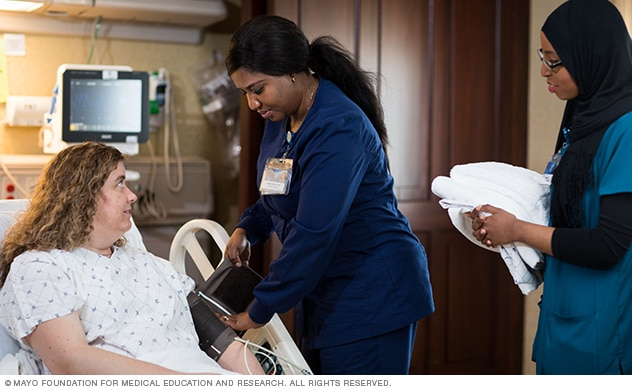 © MAYO FOUNDATION FOR MEDICAL EDUCATION AND RESEARCH. ALL RIGHTS RESERVED.